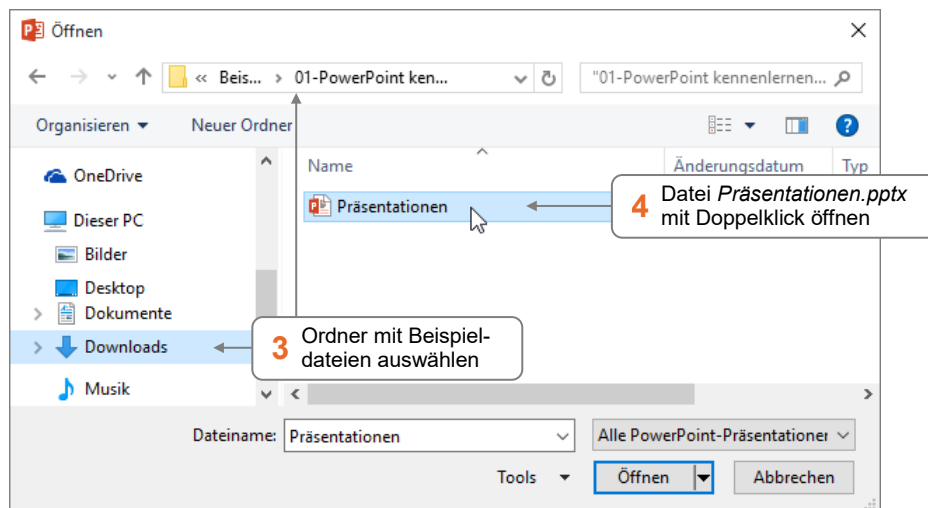 Öffnen
« Beis... › 01-PowerPoint ken...
"01-PowerPoint kennenlernen...
Organisieren
Neuer Ordner
Name
Änderungsdatum
Typ
OneDrive
Dieser PC
Bilder
Desktop
Dokumente
Downloads
Musik
Präsentationen
4 Datei Präsentationen.pptx
mit Doppelklick öffnen
3 Ordner mit Beispiel-
dateien auswählen
Dateiname: Präsentationen
Alle PowerPoint-Präsentationen
Tools
Öffnen
Abbrechen